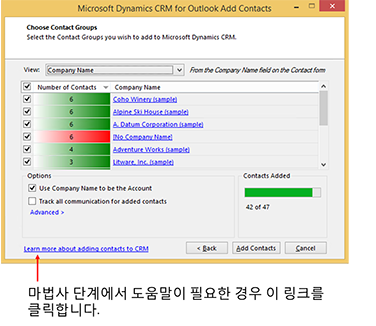 Microsoft Dynamics CRM for Outlook Add Contacts
Choose Contact Groups
Select the Contact Groups you wish to add to Microsoft Dynamics CRM.
View: Company Name From the Company Name field on the Contact form
Number of Contacts Company Name
6 Coho Winery (sample)
6 Alpine Ski House (sample)
6 A. Datum Corporation (sample)
6 [No Company Name]
4 Adventure Works (sample)
3 Litware, Inc. (sample)
Options
Use Company Name to be the Account
Track all communication for added contacts
Advanced >
Contacts Added
42 of 47
Learn more about adding contacts to CRM
< Back Add Contacts Cancel
마법사 단계에서 도움말이 필요한 경우 이 링크를
클릭합니다.